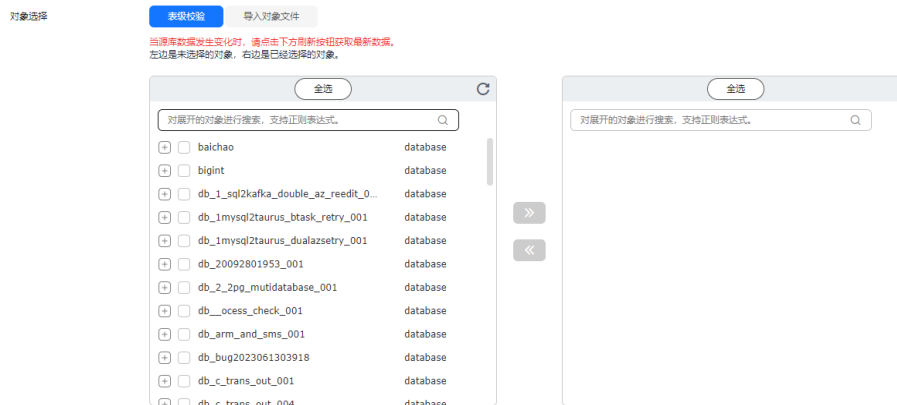 对象选择
表级校验 导入对象文件
当源库数据发生变化时，请点击下方刷新按钮获取最新数据。
左边是未选择的对象，右边是已经选择的对象。
全选 全选
对展开的对象进行搜索，支持正则表达式。 对展开的对象进行搜索，支持正则表达式。
baichao database
bigint database
db_1_sql2kafka_double_az_reedit_0... database
db_1mysql2taurus_btask_retry_001 database
db_1mysql2taurus_dualazsetry_001 database
db_20092801953_001 database
db_2_2pg_mutidatabase_001 database
db__ocess_check_001 database
db_arm_and_sms_001 database
db_bug2023061303918 database
db_c_trans_out_001 database
db_c_trans_out_004 database